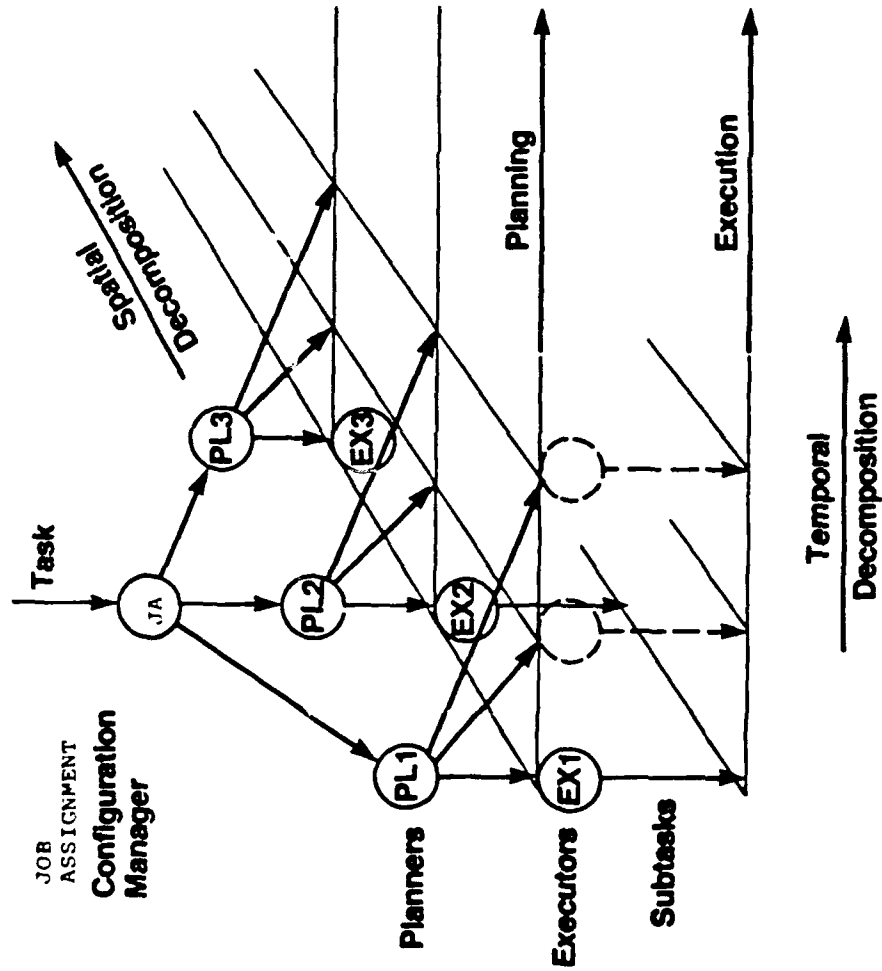 JOB
ASSIGNMENT
Configuration
Manager
Task
JA
Spatial
Decomposition
PL3
PL2
PL1
Planners
EX3
EX2
EX1
Executors
Planning
Subtasks
Execution
Temporal
Decomposition